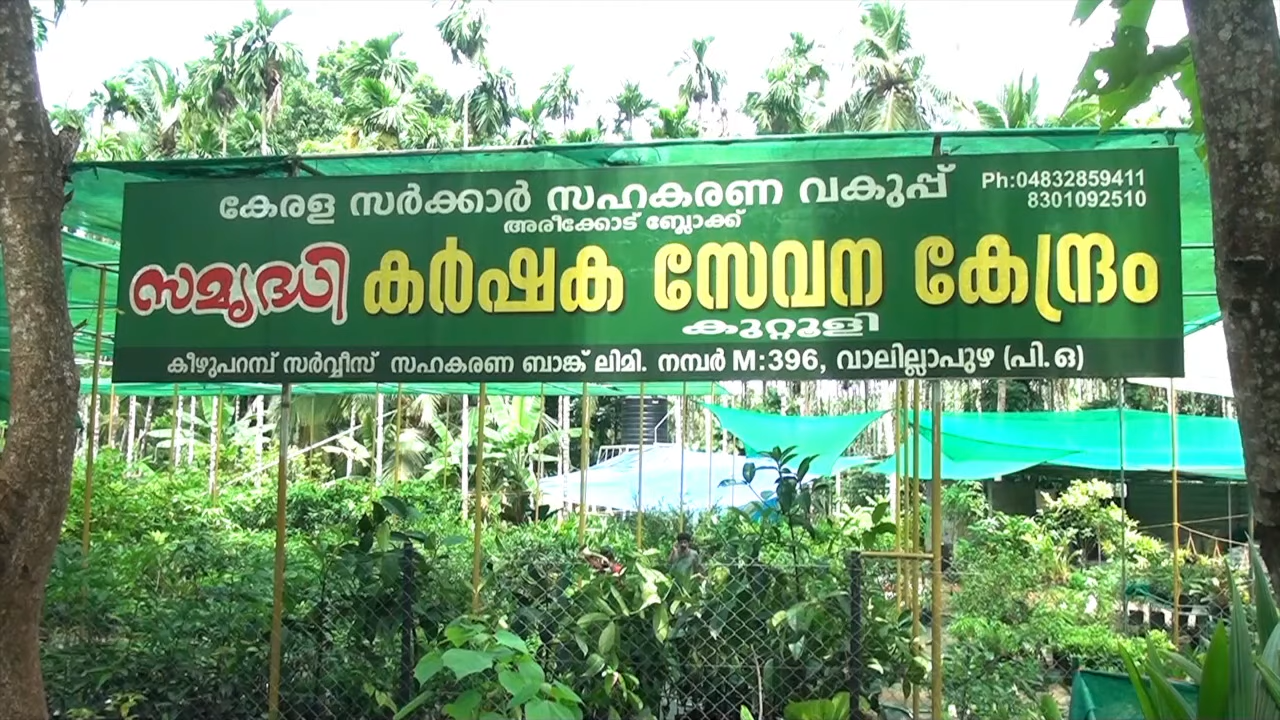 കേരള സർക്കാർ സഹകരണ വകുപ്പ്
Ph:04832859411
8301092510
അരീക്കോട് ബ്ലോക്ക്
സമൃദ്ധി കർഷക സേവന കേന്ദ്രം
കുറ്റൂളി
കീഴുപറമ്പ് സർവ്വീസ് സഹകരണ ബാങ്ക് ലിമി. നമ്പർ M:396, വാലില്ലാപുഴ (പി.ഒ)